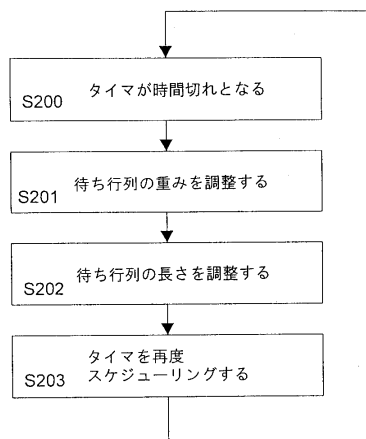 タイマが時間切れとなる
S200
待ち行列の重みを調整する
S201
待ち行列の長さを調整する
S202
タイマを再度
スケジューリングする
S203